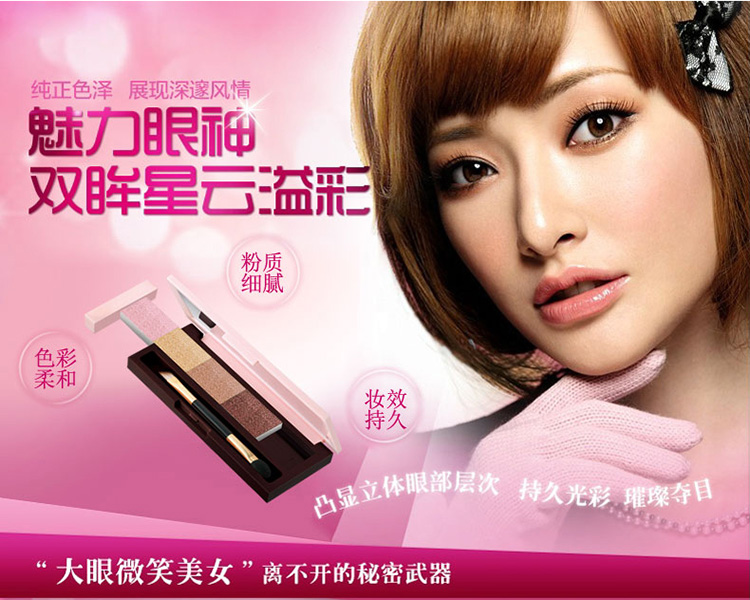 纯正色泽 展现深邃风情
魅力眼神
双眸星云溢彩
粉质
细腻
色彩
柔和
妆效
持久
凸显立体眼部层次 持久光彩 璀璨夺目
“大眼微笑美女”离不开的秘密武器